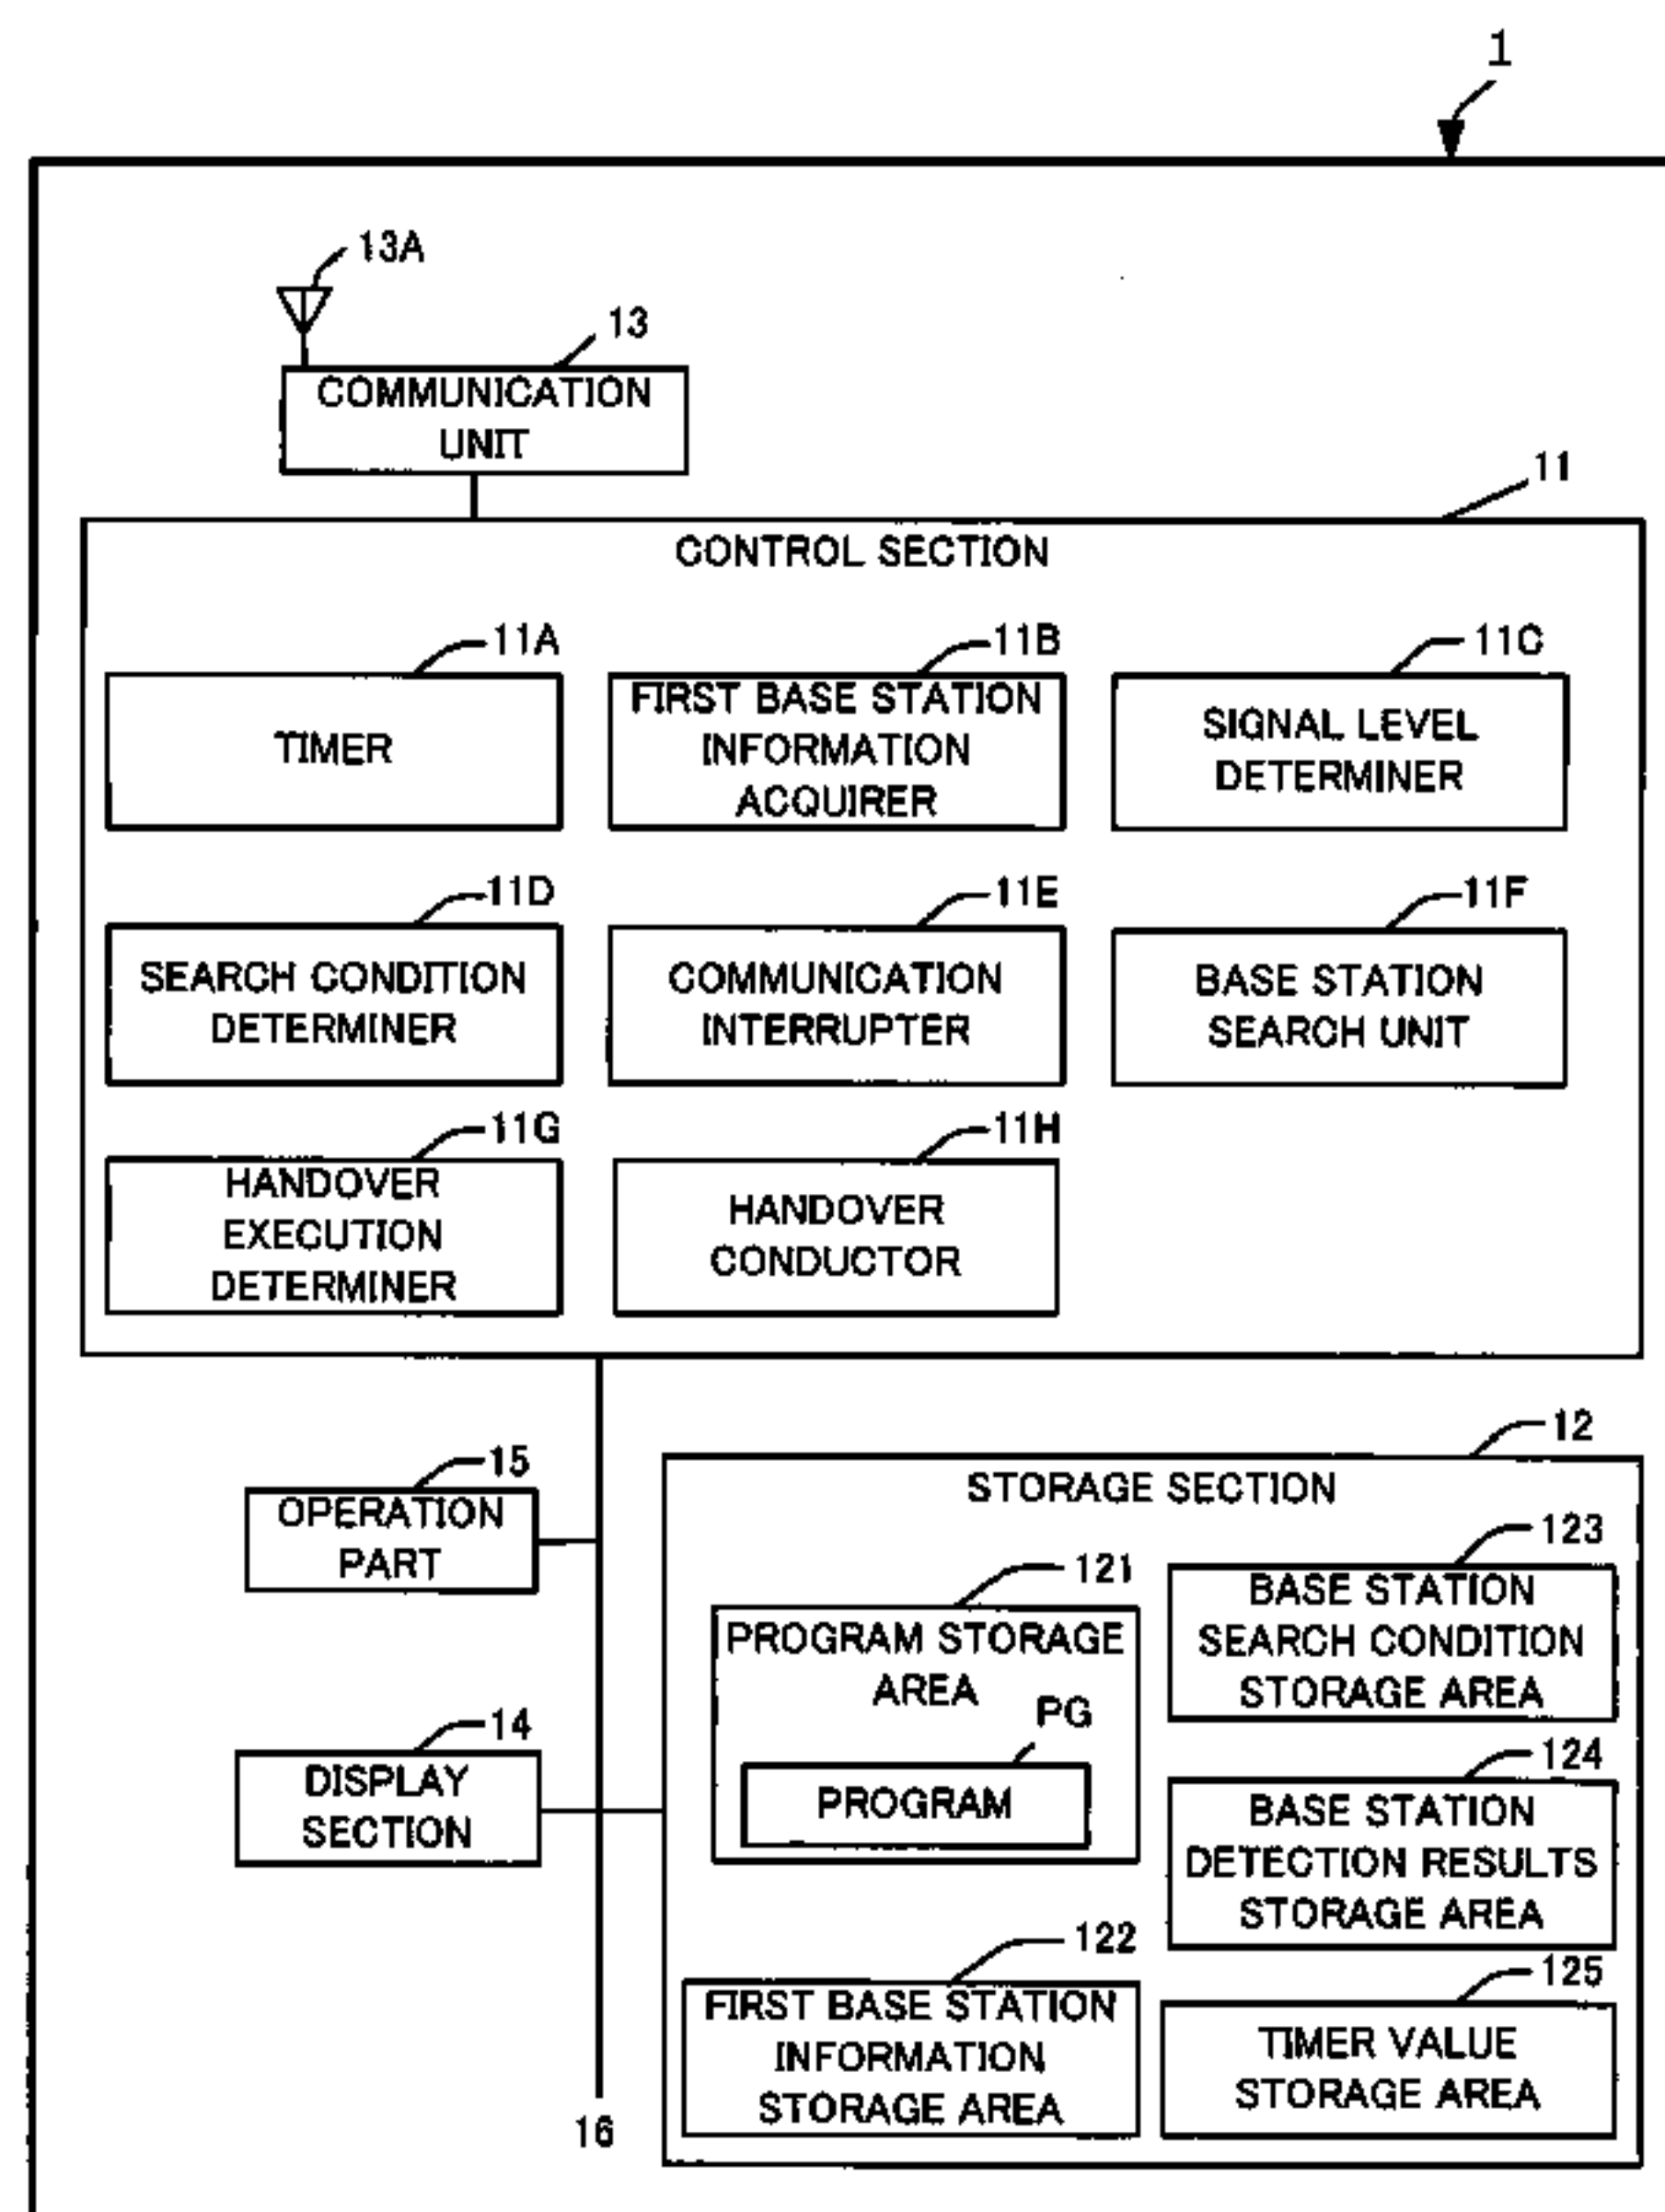 1
13A
13
COMMUNICATION
UNIT
11
CONTROL SECTION
11A
TIMER
11B
FIRST BASE STATION
INFORMATION
ACQUIRER
11C
SIGNAL LEVEL
DETERMINER
11D
SEARCH CONDITION
DETERMINER
11E
COMMUNICATION
INTERRUPTER
11F
BASE STATION
SEARCH UNIT
11G
HANDOVER
EXECUTION
DETERMINER
11H
HANDOVER
CONDUCTOR
15
OPERATION
PART
14
DISPLAY
SECTION
16
12
STORAGE SECTION
121
PROGRAM STORAGE
AREA
PG
PROGRAM
122
FIRST BASE STATION
INFORMATION
STORAGE AREA
123
BASE STATION
SEARCH CONDITION
STORAGE AREA
124
BASE STATION
DETECTION RESULTS
STORAGE AREA
125
TIMER VALUE
STORAGE AREA